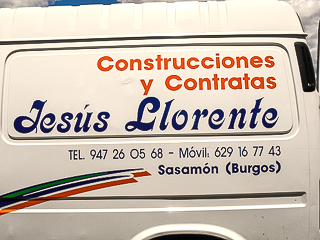 Construcciones
y Contratas
Jesús Llorente
TEL. 947 26 05 68 - Móvil: 629 16 77 43
Sasamón (Burgos)